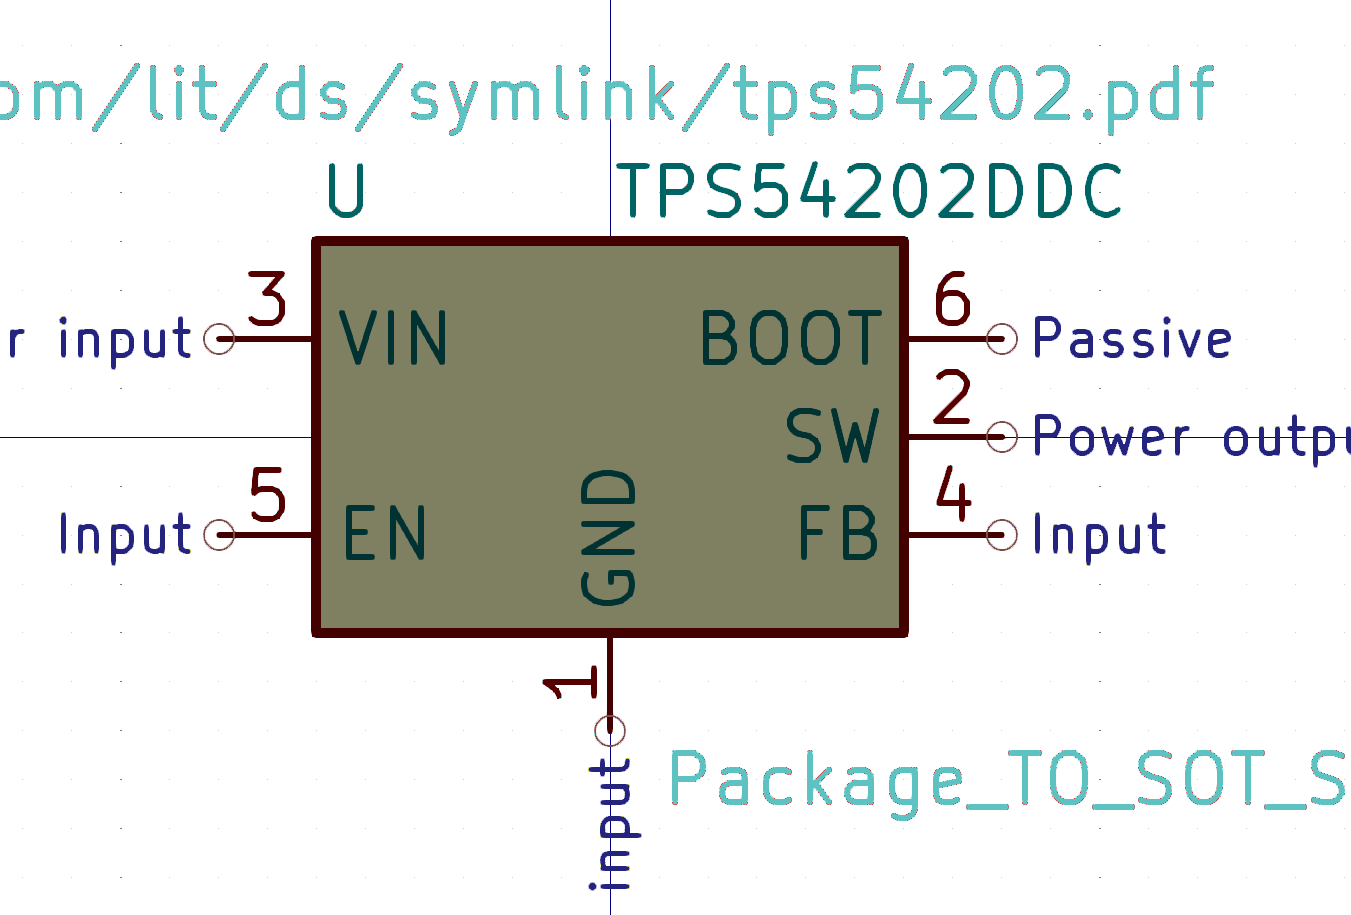 om/lit/ds/symlink/tps54202.pdf
U TPS54202DDC
3 6
r input VIN BOOT Passive
2
SW Power outpu
5 4
Input EN GND FB Input
1
input
Package_TO_SOT_S